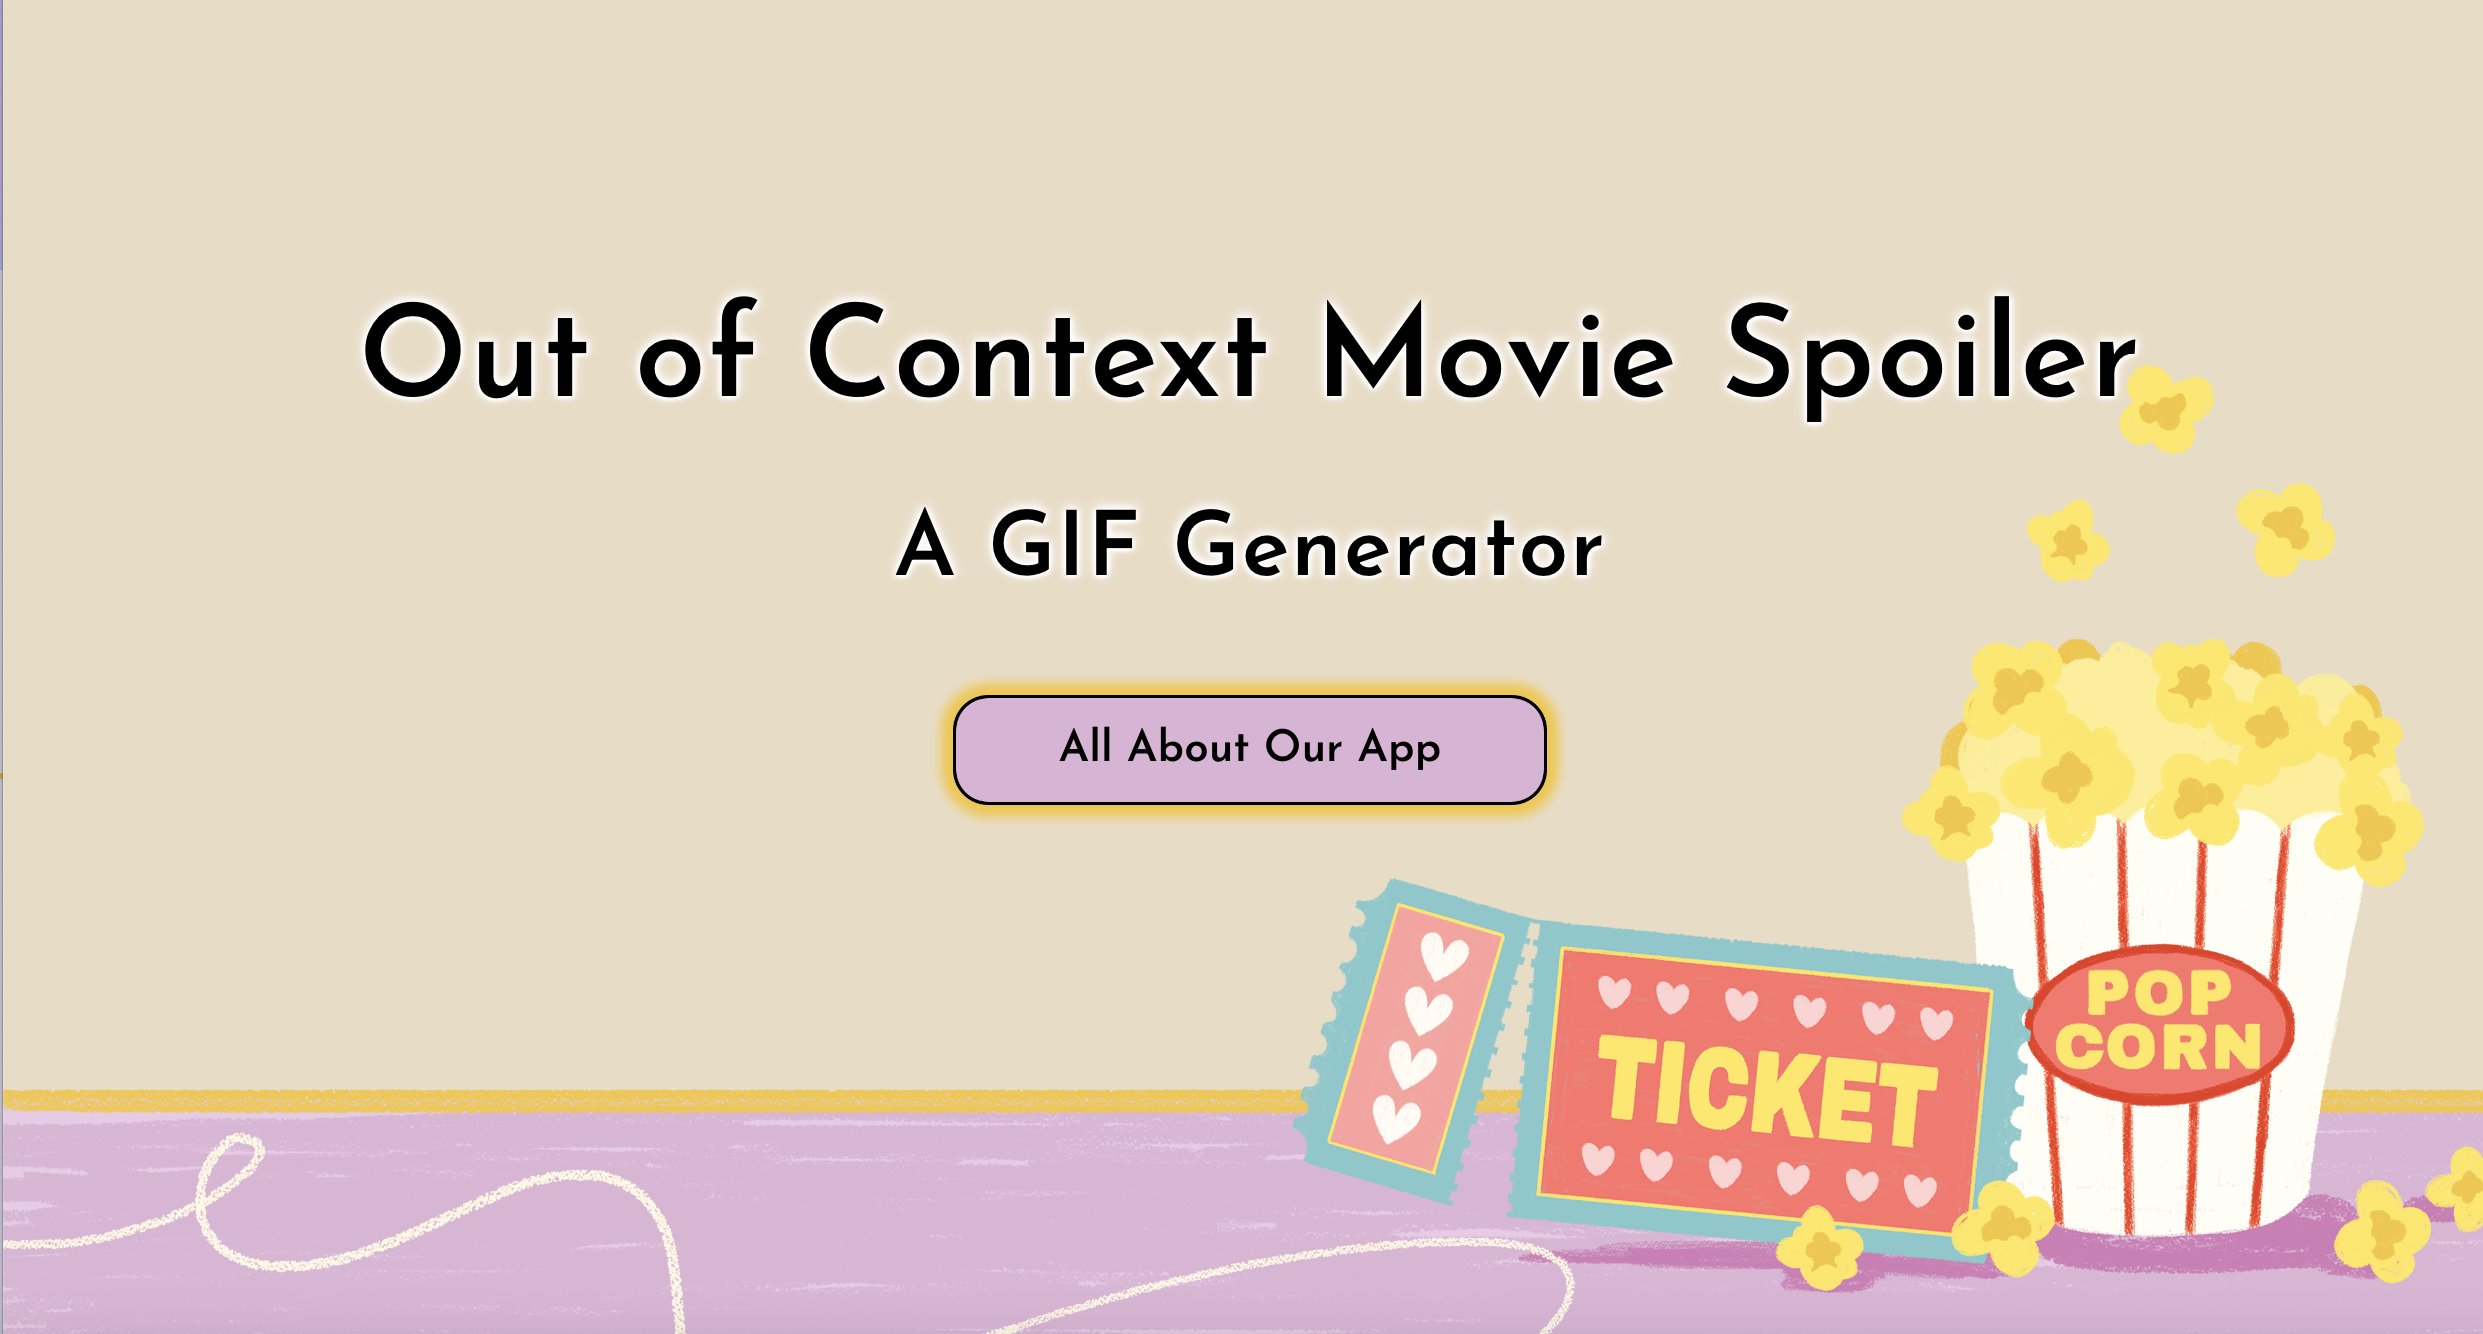 Out of Context Movie Spoiler
A GIF Generator
All About Our App
TICKET
POP
CORN